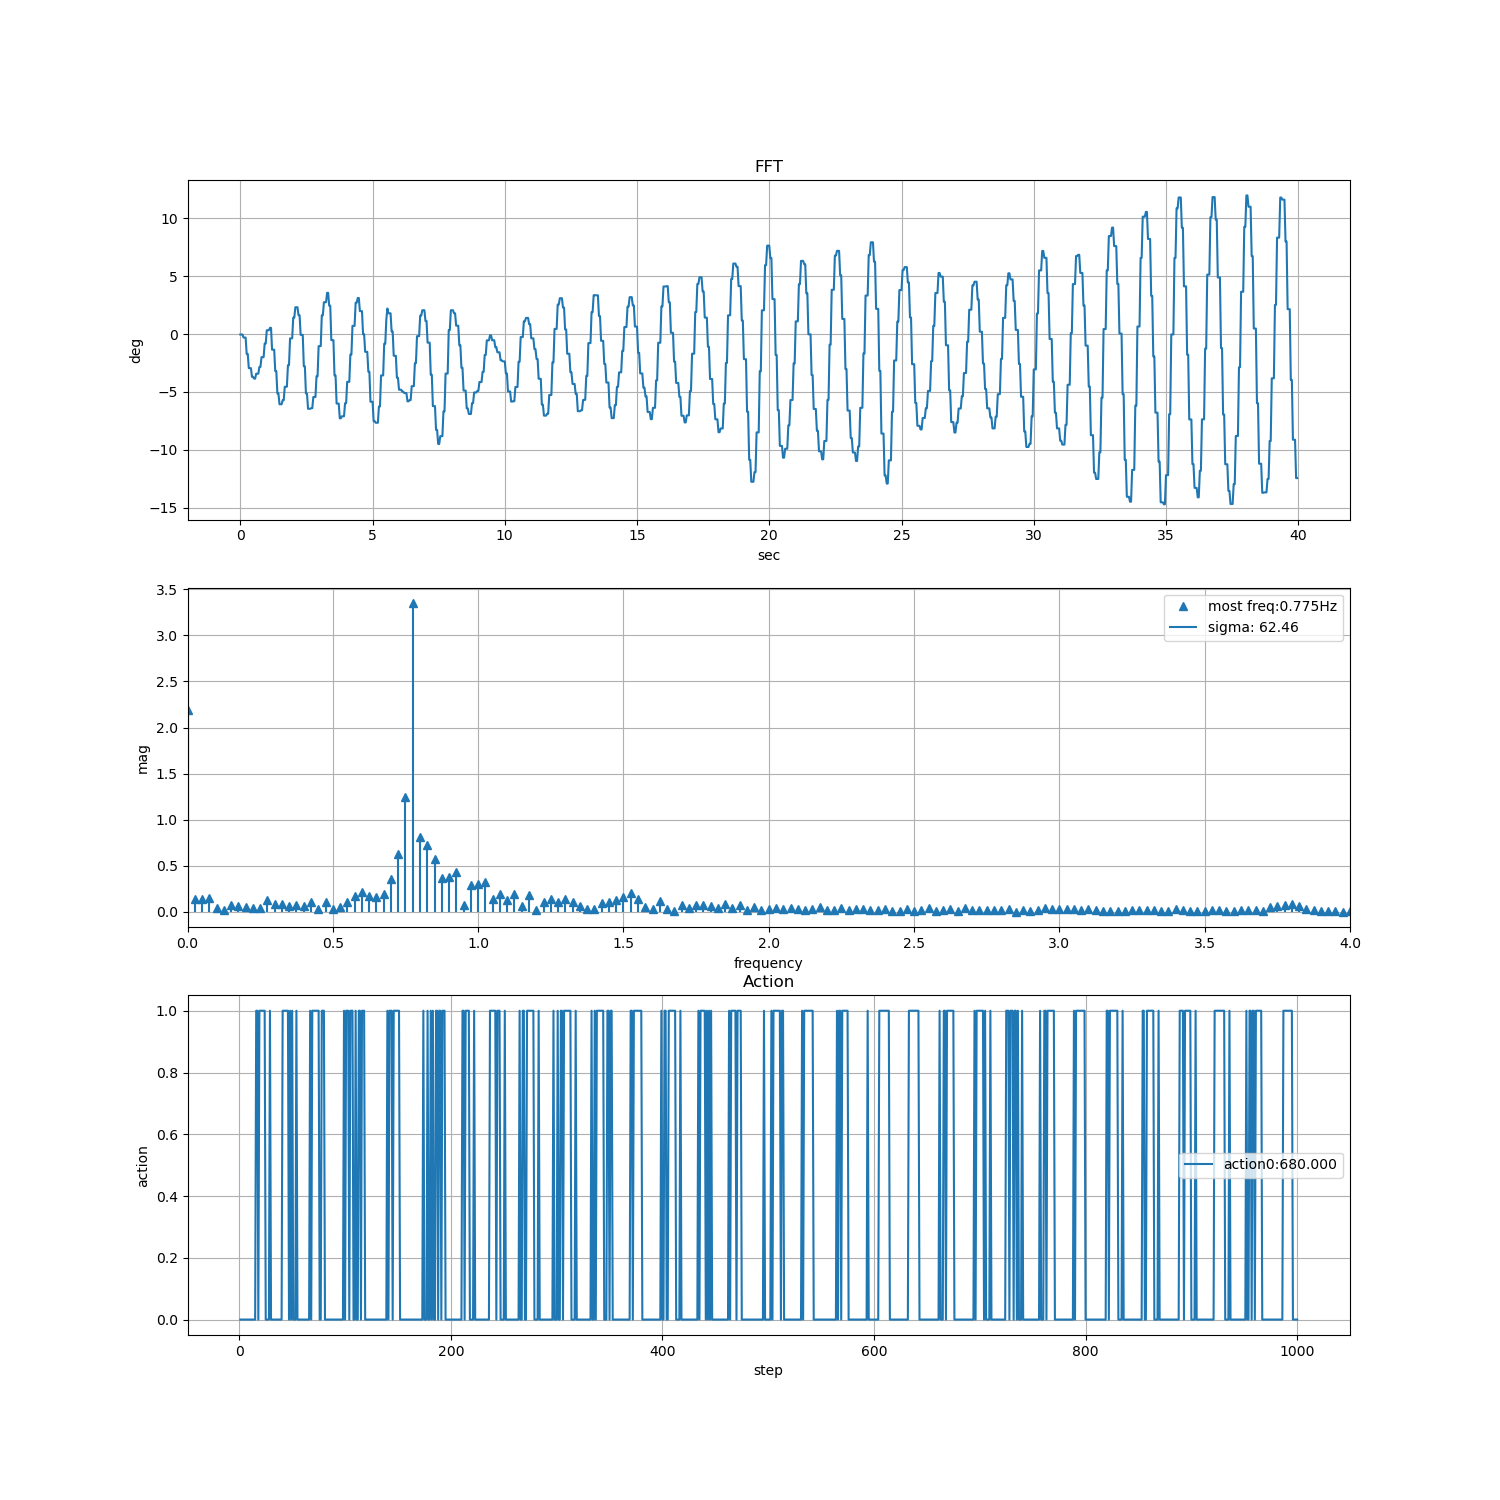 FFT
10
5
0
−5
−10
−15
deg
0 5 10 15 20 25 30 35 40
sec
3.5
3.0
2.5
2.0
1.5
1.0
0.5
0.0
mag
most freq:0.775Hz
sigma: 62.46
0.0 0.5 1.0 1.5 2.0 2.5 3.0 3.5 4.0
frequency
Action
1.0
0.8
0.6
0.4
0.2
0.0
action
action0:680.000
0 200 400 600 800 1000
step